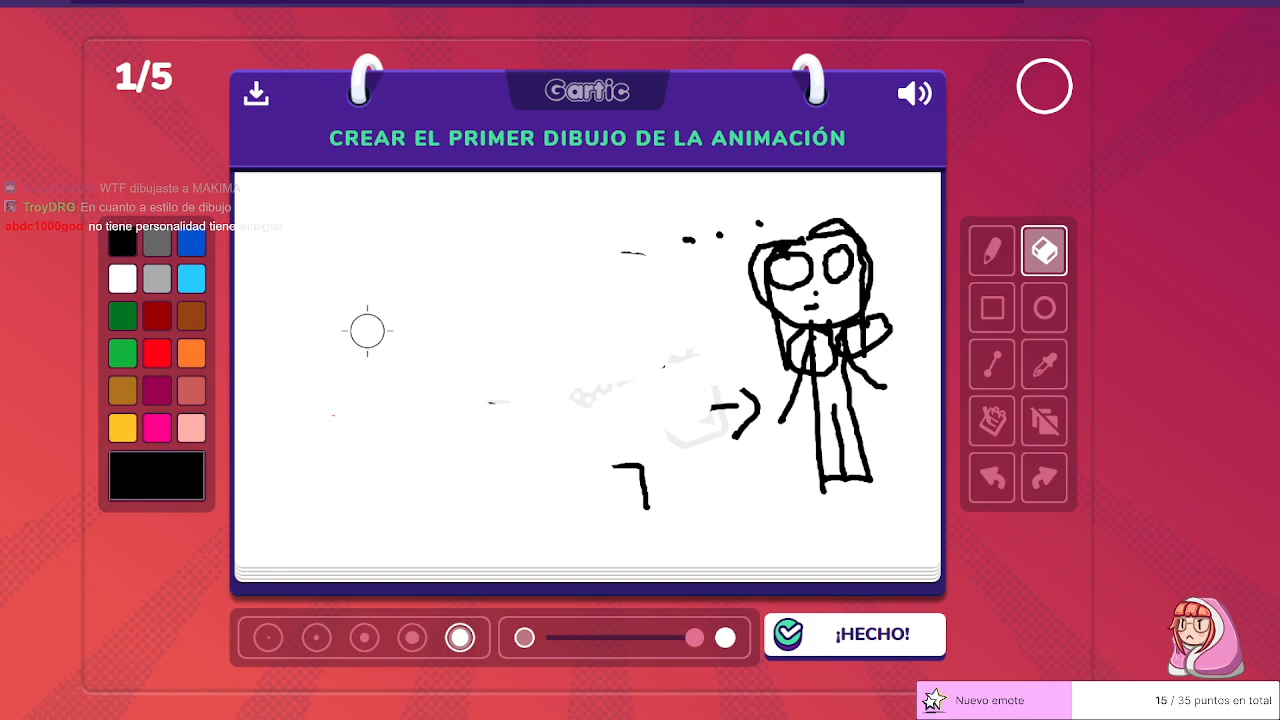 1/5
Gartic
CREAR EL PRIMER DIBUJO DE LA ANIMACIÓN
WTF dibujaste a MAKIMA
TroyDRG En cuanto a estilo de dibujo
abdc1000god no tiene personalidad tiene
¡HECHO!
Nuevo emote
15 / 35 puntos en total